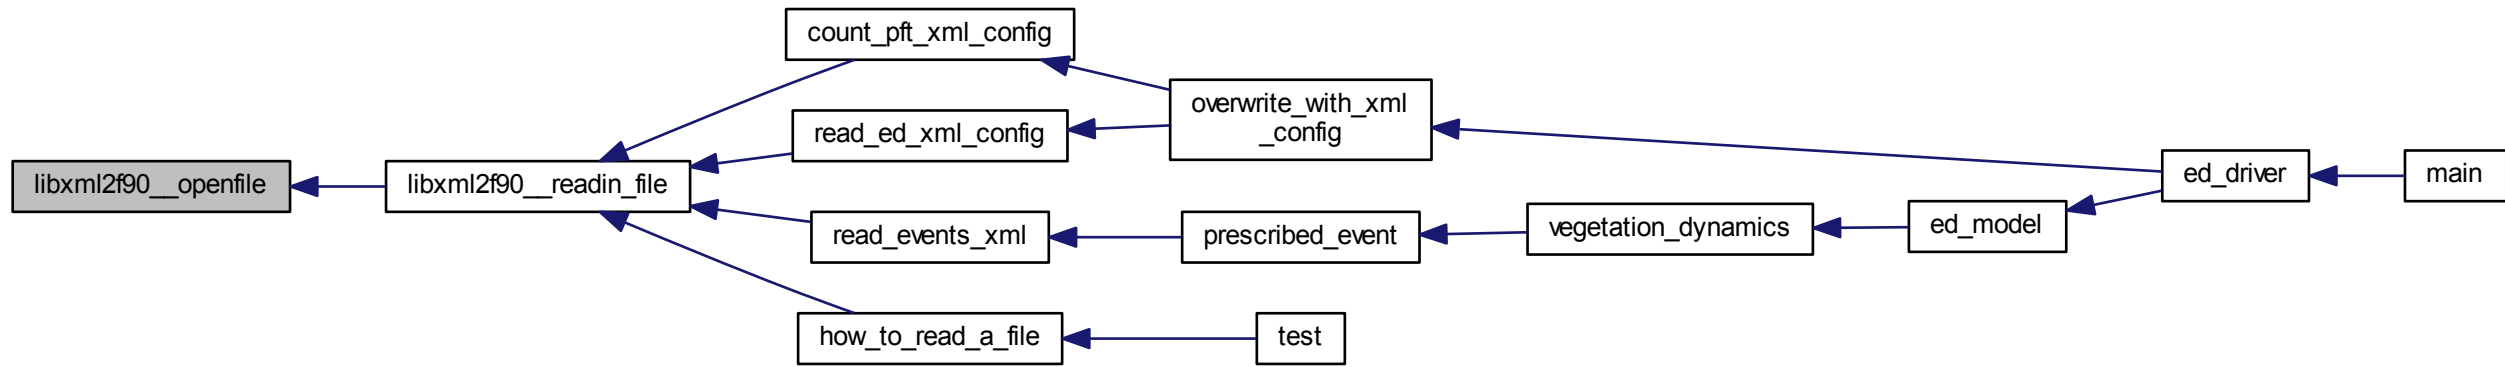 count_pft_xml_config
overwrite_with_xml
_config
read_ed_xml_config
libxml2f90__openfile
libxml2f90__readin_file
ed_driver
main
read_events_xml
prescribed_event
vegetation_dynamics
ed_model
how_to_read_a_file
test